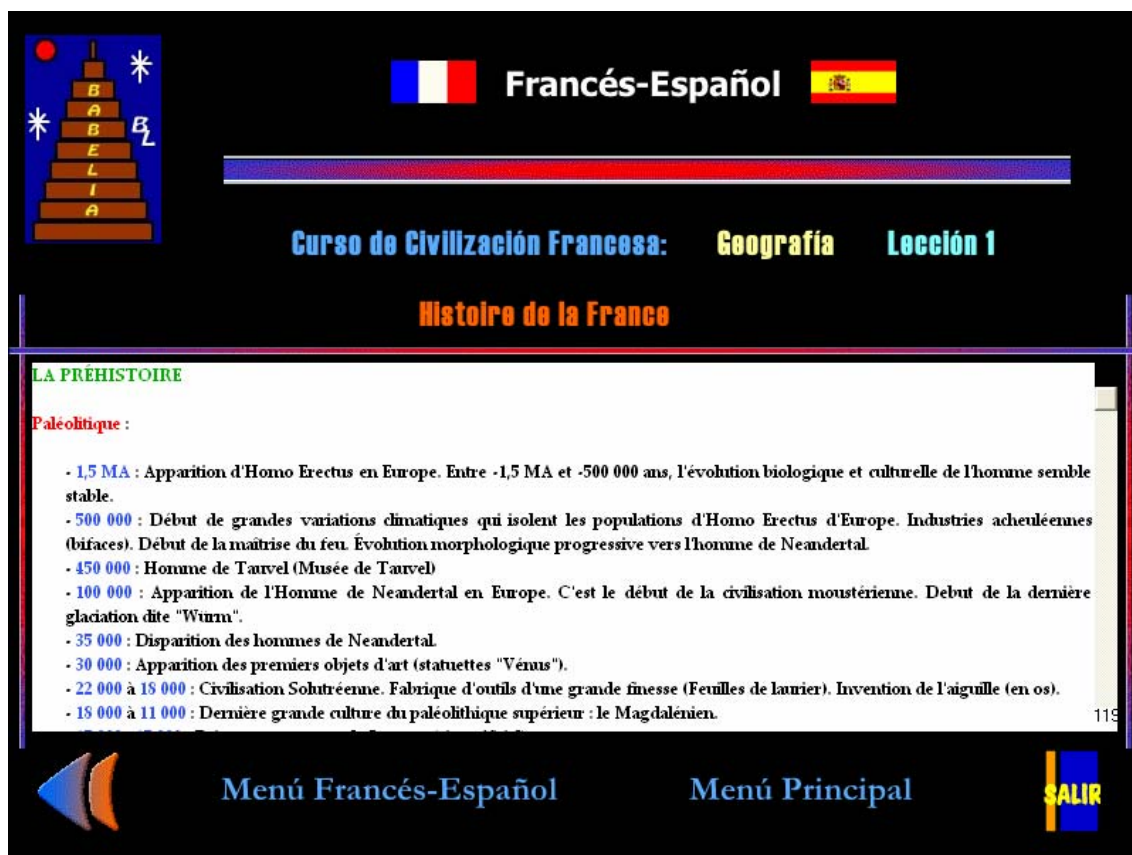 BABELIA
BL
Francés-Español
Curso de Civilización Francesa: Geografía Lección 1
Histoire de la France
LA PRÉHISTOIRE
Paléolitique :
- 1,5 MA : Apparition d'Homo Erectus en Europe. Entre -1,5 MA et -500 000 ans, l'évolution biologique et culturelle de l'homme semble
stable.
- 500 000 : Début de grandes variations climatiques qui isolent les populations d'Homo Erectus d'Europe. Industries acheuléennes
(bifaces). Début de la maîtrise du feu. Évolution morphologique progressive vers l'homme de Neandertal.
- 450 000 : Homme de Tauvel (Musée de Tauvel)
- 100 000 : Apparition de l'Homme de Neandertal en Europe. C'est le début de la civilisation moustérienne. Debut de la dernière
glaciation dite "Würm".
- 35 000 : Disparition des hommes de Neandertal.
- 30 000 : Apparition des premiers objets d'art (statuettes "Vénus").
- 22 000 à 18 000 : Civilisation Solutréenne. Fabrique d'outils d'une grande finesse (Feuilles de laurier). Invention de l'aiguille (en os).
- 18 000 à 11 000 : Dernière grande culture du paléolithique supérieur : le Magdalénien.
Menú Francés-Español
Menú Principal
SALIR